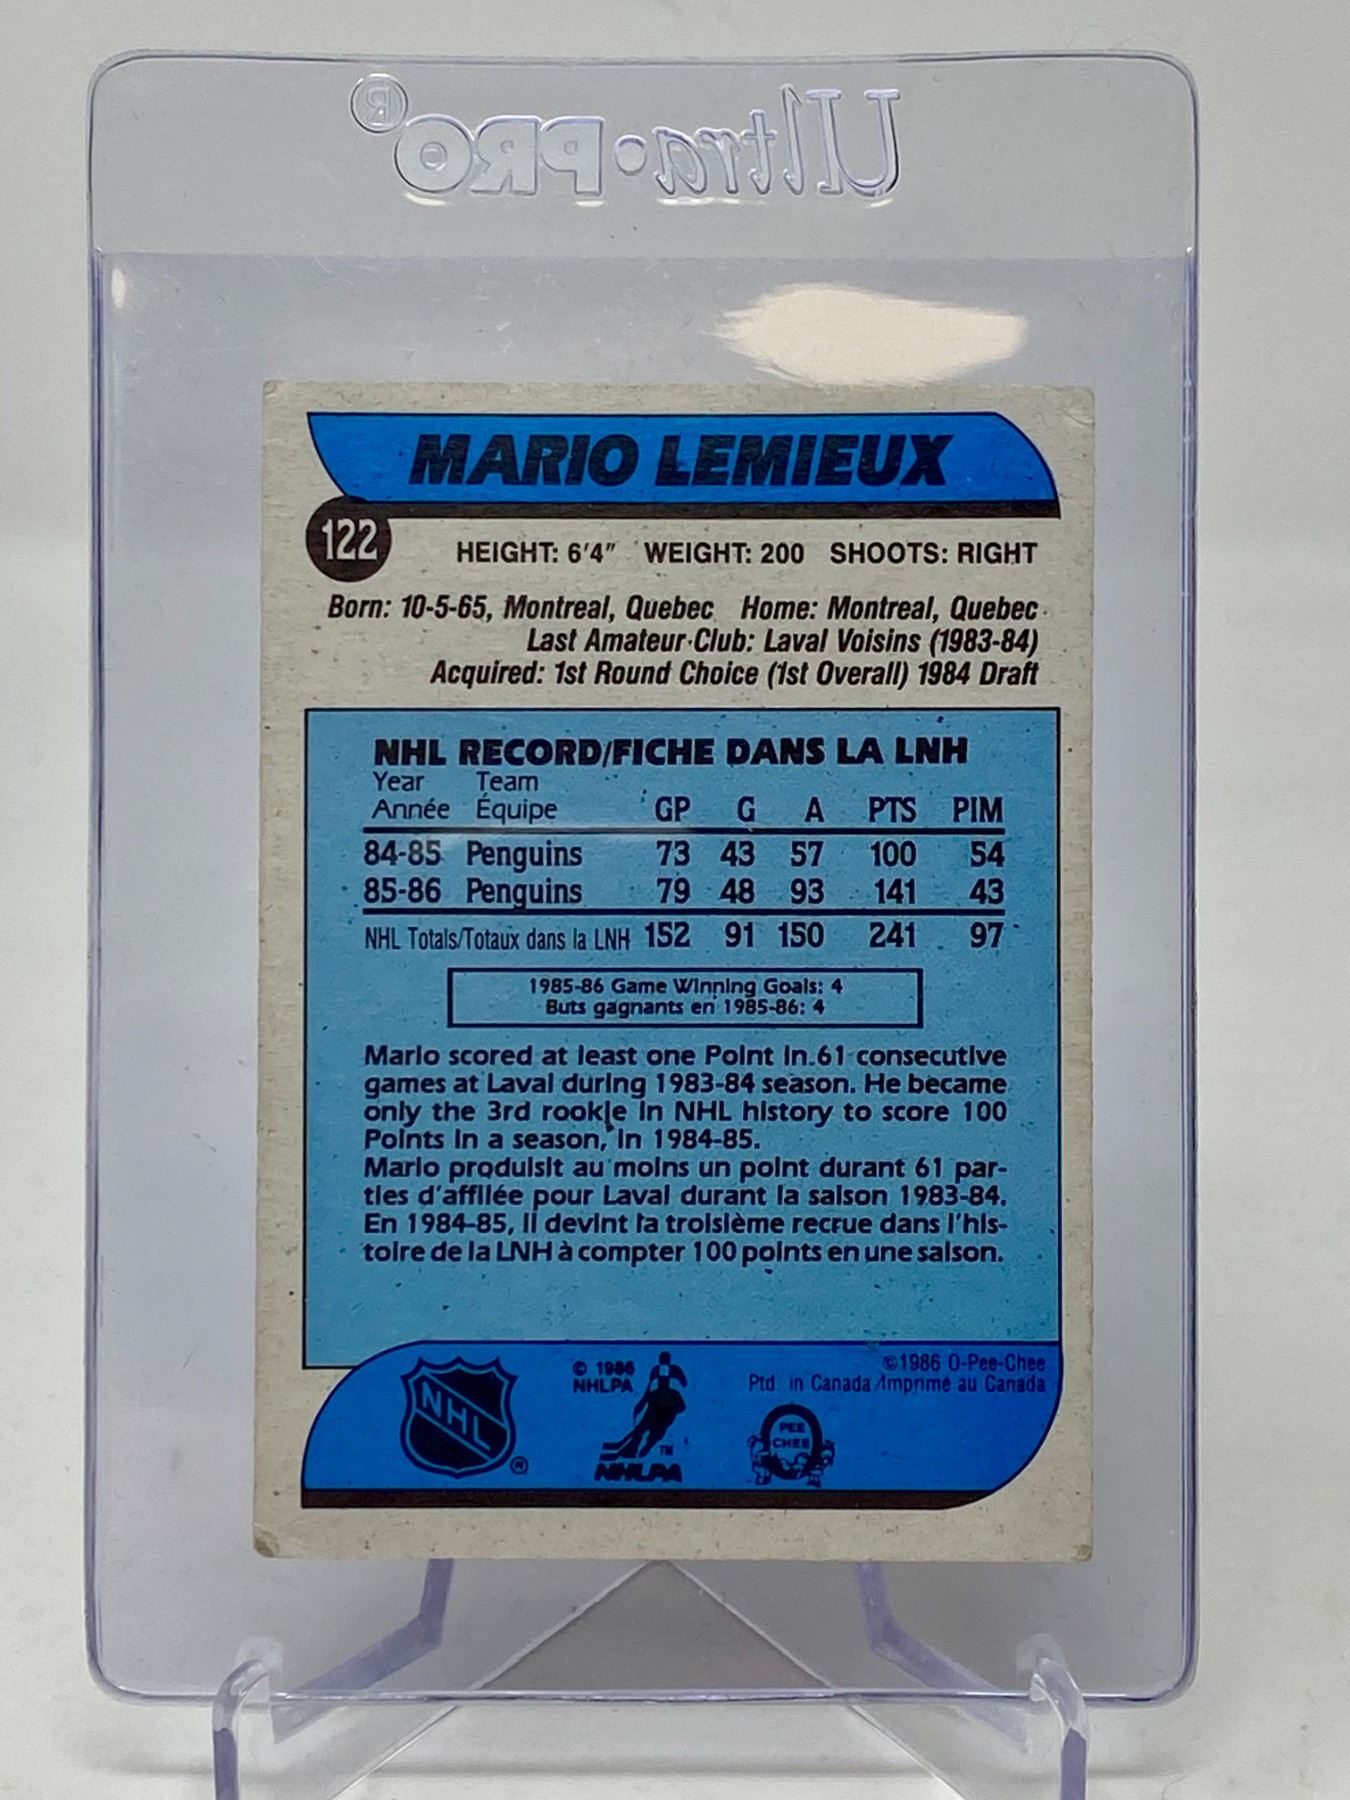 Ultra•PRO®
MARIO LEMIEUX
122
HEIGHT: 6'4" WEIGHT: 200 SHOOTS: RIGHT
Born: 10-5-65, Montreal, Quebec Home: Montreal, Quebec
Last Amateur Club: Laval Voisins (1983-84)
Acquired: 1st Round Choice (1st Overall) 1984 Draft
NHL RECORD/FICHE DANS LA LNH
Year Team
Année Équipe GP G A PTS PIM
84-85 Penguins 73 43 57 100 54
85-86 Penguins 79 48 93 141 43
NHL Totals/Totaux dans la LNH 152 91 150 241 97
1985-86 Game Winning Goals: 4
Buts gagnants en 1985-86: 4
Mario scored at least one Point in 61 consecutive
games at Laval during 1983-84 season. He became
only the 3rd rookie in NHL history to score 100
Points in a season, in 1984-85.
Mario produisit au moins un point durant 61 par-
ties d'affilée pour Laval durant la saison 1983-84.
En 1984-85, il devint la troisième recrue dans l'his-
toire de la LNH à compter 100 points en une saison.
NHL ®
© 1986
NHLPA
TM
NHLPA
©1986 O-Pee-Chee
Ptd. in Canada/Imprimé au Canada
PEE
CHEE